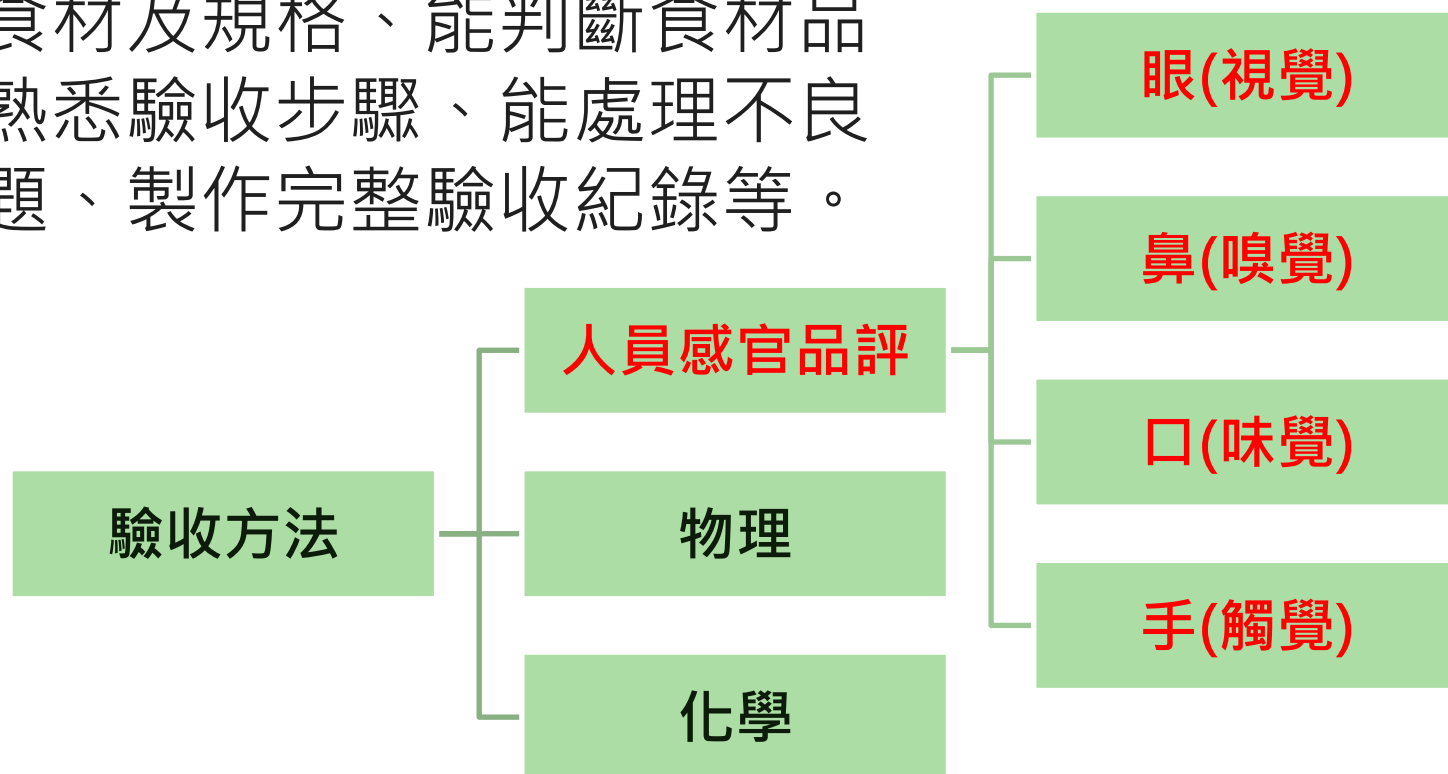 食材及規格、能判斷食材品
熟悉驗收步驟、能處理不良
題、製作完整驗收紀錄等。
驗收方法
人員感官品評
物理
化學
眼(視覺)
鼻(嗅覺)
口(味覺)
手(觸覺)